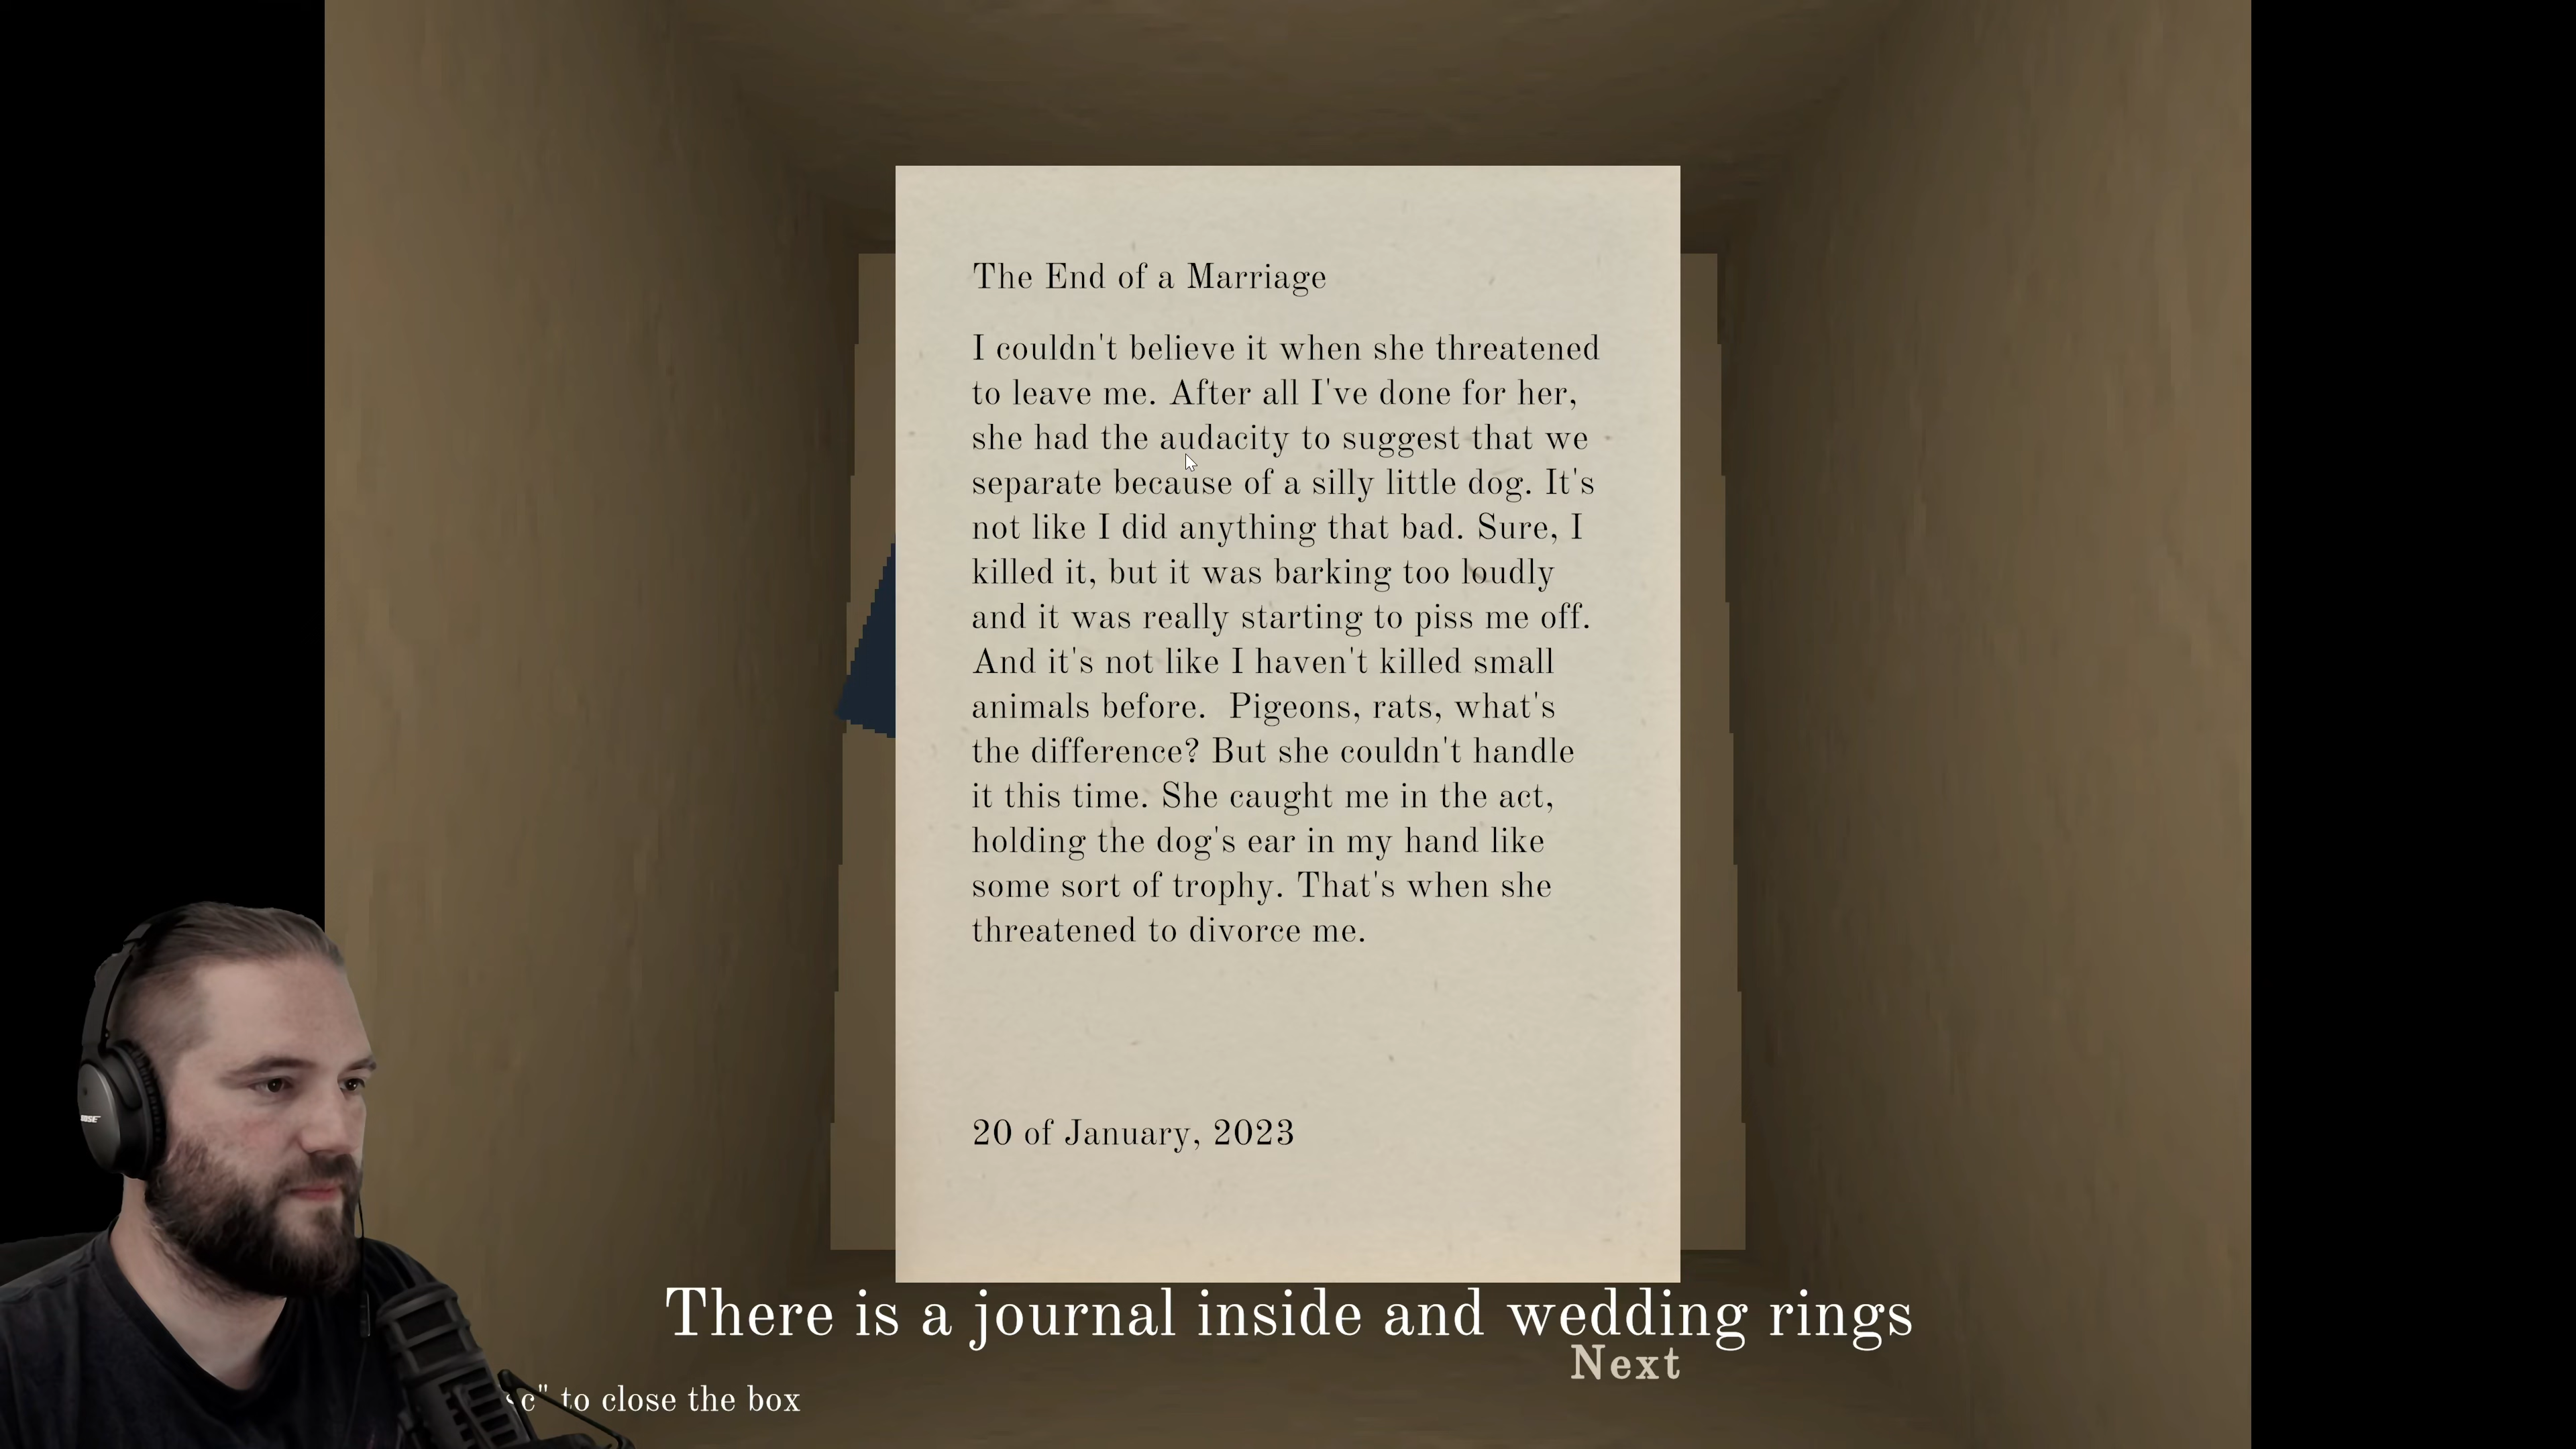 The End of a Marriage
I couldn't believe it when she threatened
to leave me. After all I've done for her,
she had the audacity to suggest that we
separate because of a silly little dog. It's
not like I did anything that bad. Sure, I
killed it, but it was barking too loudly
and it was really starting to piss me off.
And it's not like I haven't killed small
animals before.  Pigeons, rats, what's
the difference? But she couldn't handle
it this time. She caught me in the act,
holding the dog's ear in my hand like
some sort of trophy. That's when she
threatened to divorce me.
20 of January, 2023
There is a journal inside and wedding rings
Next
to close the box